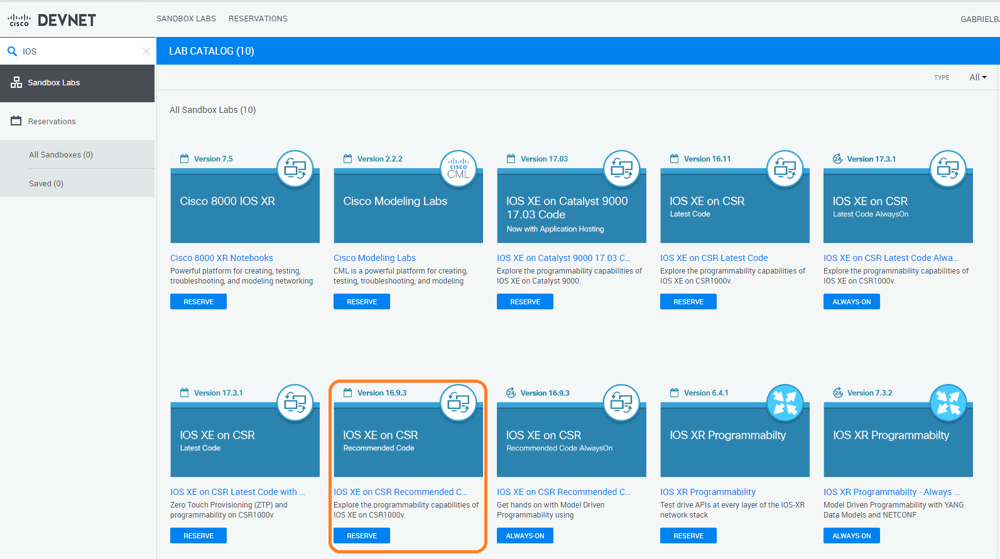 cisco DEVNET
SANDBOX LABS RESERVATIONS
GABRIELBA
IOS
LAB CATALOG (10)
Sandbox Labs
TYPE All
Reservations
All Sandboxes (0)
Saved (0)
All Sandbox Labs (10)
Version 7.5
Cisco 8000 IOS XR
Cisco 8000 XR Notebooks
Powerful platform for creating, testing,
troubleshooting, and modeling networking
RESERVE
Version 2.2.2
cisco
CML
Cisco Modeling Labs
Cisco Modeling Labs
CML is a powerful platform for creating,
testing, troubleshooting, and modeling
RESERVE
Version 17.03
IOS XE on Catalyst 9000
17.03 Code
Now with Application Hosting
IOS XE on Catalyst 9000 17.03 C...
Explore the programmability capabilities of
IOS XE on Catalyst 9000.
RESERVE
Version 16.11
IOS XE on CSR
Latest Code
IOS XE on CSR Latest Code
Explore the programmability capabilities of
IOS XE on CSR1000v.
RESERVE
24 Version 17.3.1
IOS XE on CSR
Latest Code AlwaysOn
IOS XE on CSR Latest Code Alwa...
Explore the programmability capabilities of
IOS XE on CSR1000v.
ALWAYS-ON
Version 17.3.1
IOS XE on CSR
Latest Code
IOS XE on CSR Latest Code with ...
Zero Touch Provisioning (ZTP) and
programmability on CSR1000v
RESERVE
Version 16.9.3
IOS XE on CSR
Recommended Code
IOS XE on CSR Recommended C...
Explore the programmability capabilities of
IOS XE on CSR1000v.
RESERVE
24 Version 16.9.3
IOS XE on CSR
Recommended Code AlwaysOn
IOS XE on CSR Recommended C...
Get hands on with Model Driven
Programmability using
ALWAYS-ON
Version 6.4.1
IOS XR Programmabilty
IOS XR Programmability
Test drive APIs at every layer of the IOS-XR
network stack
RESERVE
24 Version 7.3.2
IOS XR Programmabilty
IOS XR Programmabilty - Always ...
Model Driven Programmability with YANG
Data Models and NETCONF
ALWAYS-ON